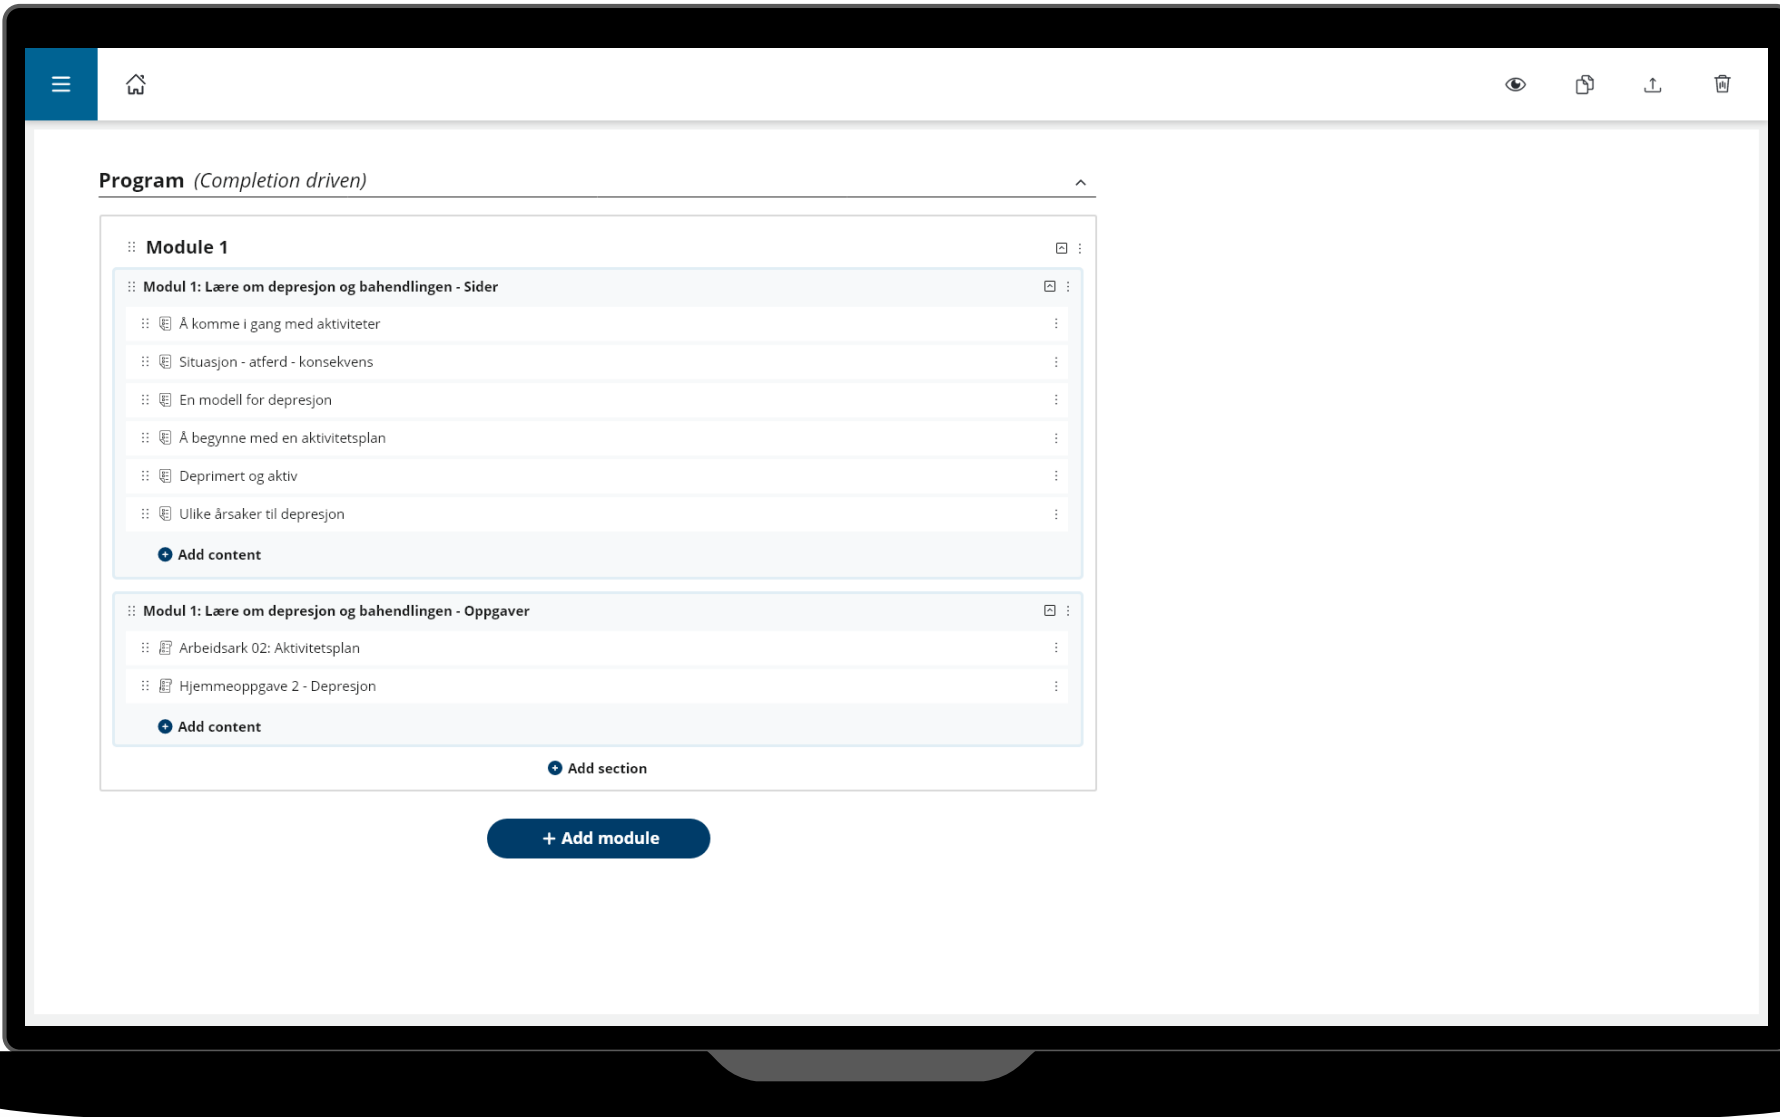 Program (Completion driven)
Module 1
Modul 1: Lære om depresjon og bahendlingen - Sider
Å komme i gang med aktiviteter
Situasjon - atferd - konsekvens
En modell for depresjon
Å begynne med en aktivitetsplan
Deprimert og aktiv
Ulike årsaker til depresjon
Add content
Modul 1: Lære om depresjon og bahendlingen - Oppgaver
Arbeidsark 02: Aktivitetsplan
Hjemmeoppgave 2 - Depresjon
Add content
Add section
+ Add module